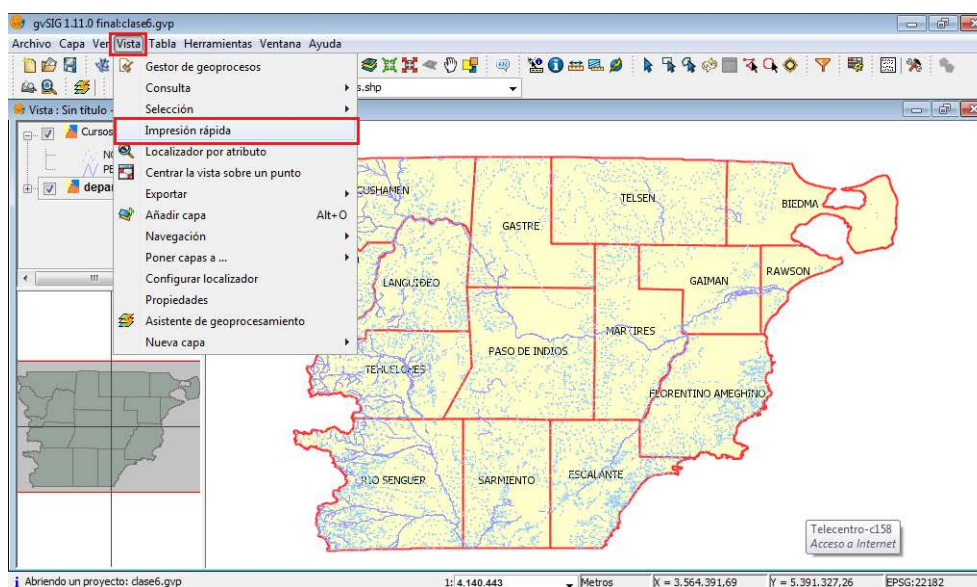 gvSIG 1.11.0 final:clase6.gvp
Archivo Capa Ver Vista Tabla Herramientas Ventana Ayuda
s.shp
Vista : Sin título
Gestor de geoprocesos
Consulta
Selección
Impresión rápida
Localizador por atributo
Centrar la vista sobre un punto
Exportar
Añadir capa Alt+O
Navegación
Poner capas a ...
Configurar localizador
Propiedades
Asistente de geoprocesamiento
Nueva capa
Cursos
PE
depa
CUSHAMEN
TELSEN
BIEDMA
GASTRE
RAWSON
GAIMAN
LANGUIÑEO
MÁRTIRES
PASO DE INDIOS
TEHUELCHES
FLORENTINO AMEGHINO
ESCALANTE
RIO SENGUER
SARMIENTO
Telecentro-c158
Acceso a Internet
Abriendo un proyecto: clase6.gvp 1: 4.140.443 Metros X = 3.564.391,69 Y = 5.391.327,26 EPSG:22182